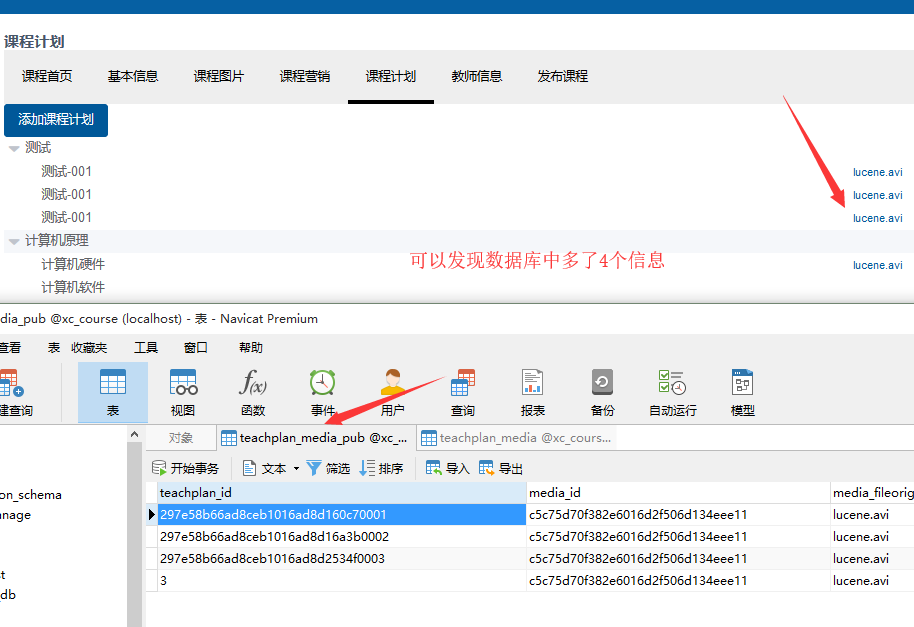 课程计划
课程首页 基本信息 课程图片 课程营销 课程计划 教师信息 发布课程
添加课程计划
测试
测试-001 lucene.avi
测试-001 lucene.avi
测试-001 lucene.avi
计算机原理
可以发现数据库中多了4个信息
计算机硬件 lucene.avi
计算机软件
dia_pub @xc_course (localhost) - 表 - Navicat Premium
查看 表 收藏夹 工具 窗口 帮助
建查询 表 视图 函数 事件 用户 查询 报表 备份 自动运行 模型
对象 teachplan_media_pub @xc_... teachplan_media @xc_cours...
开始事务 文本 筛选 排序 导入 导出
teachplan_id media_id media_fileorig
297e58b66ad8ceb1016ad8d160c70001 c5c75d70f382e6016d2f506d134eee11 lucene.avi
297e58b66ad8ceb1016ad8d16a3b0002 c5c75d70f382e6016d2f506d134eee11 lucene.avi
297e58b66ad8ceb1016ad8d2534f0003 c5c75d70f382e6016d2f506d134eee11 lucene.avi
3 c5c75d70f382e6016d2f506d134eee11 lucene.avi
on_schema
anage
t
_db